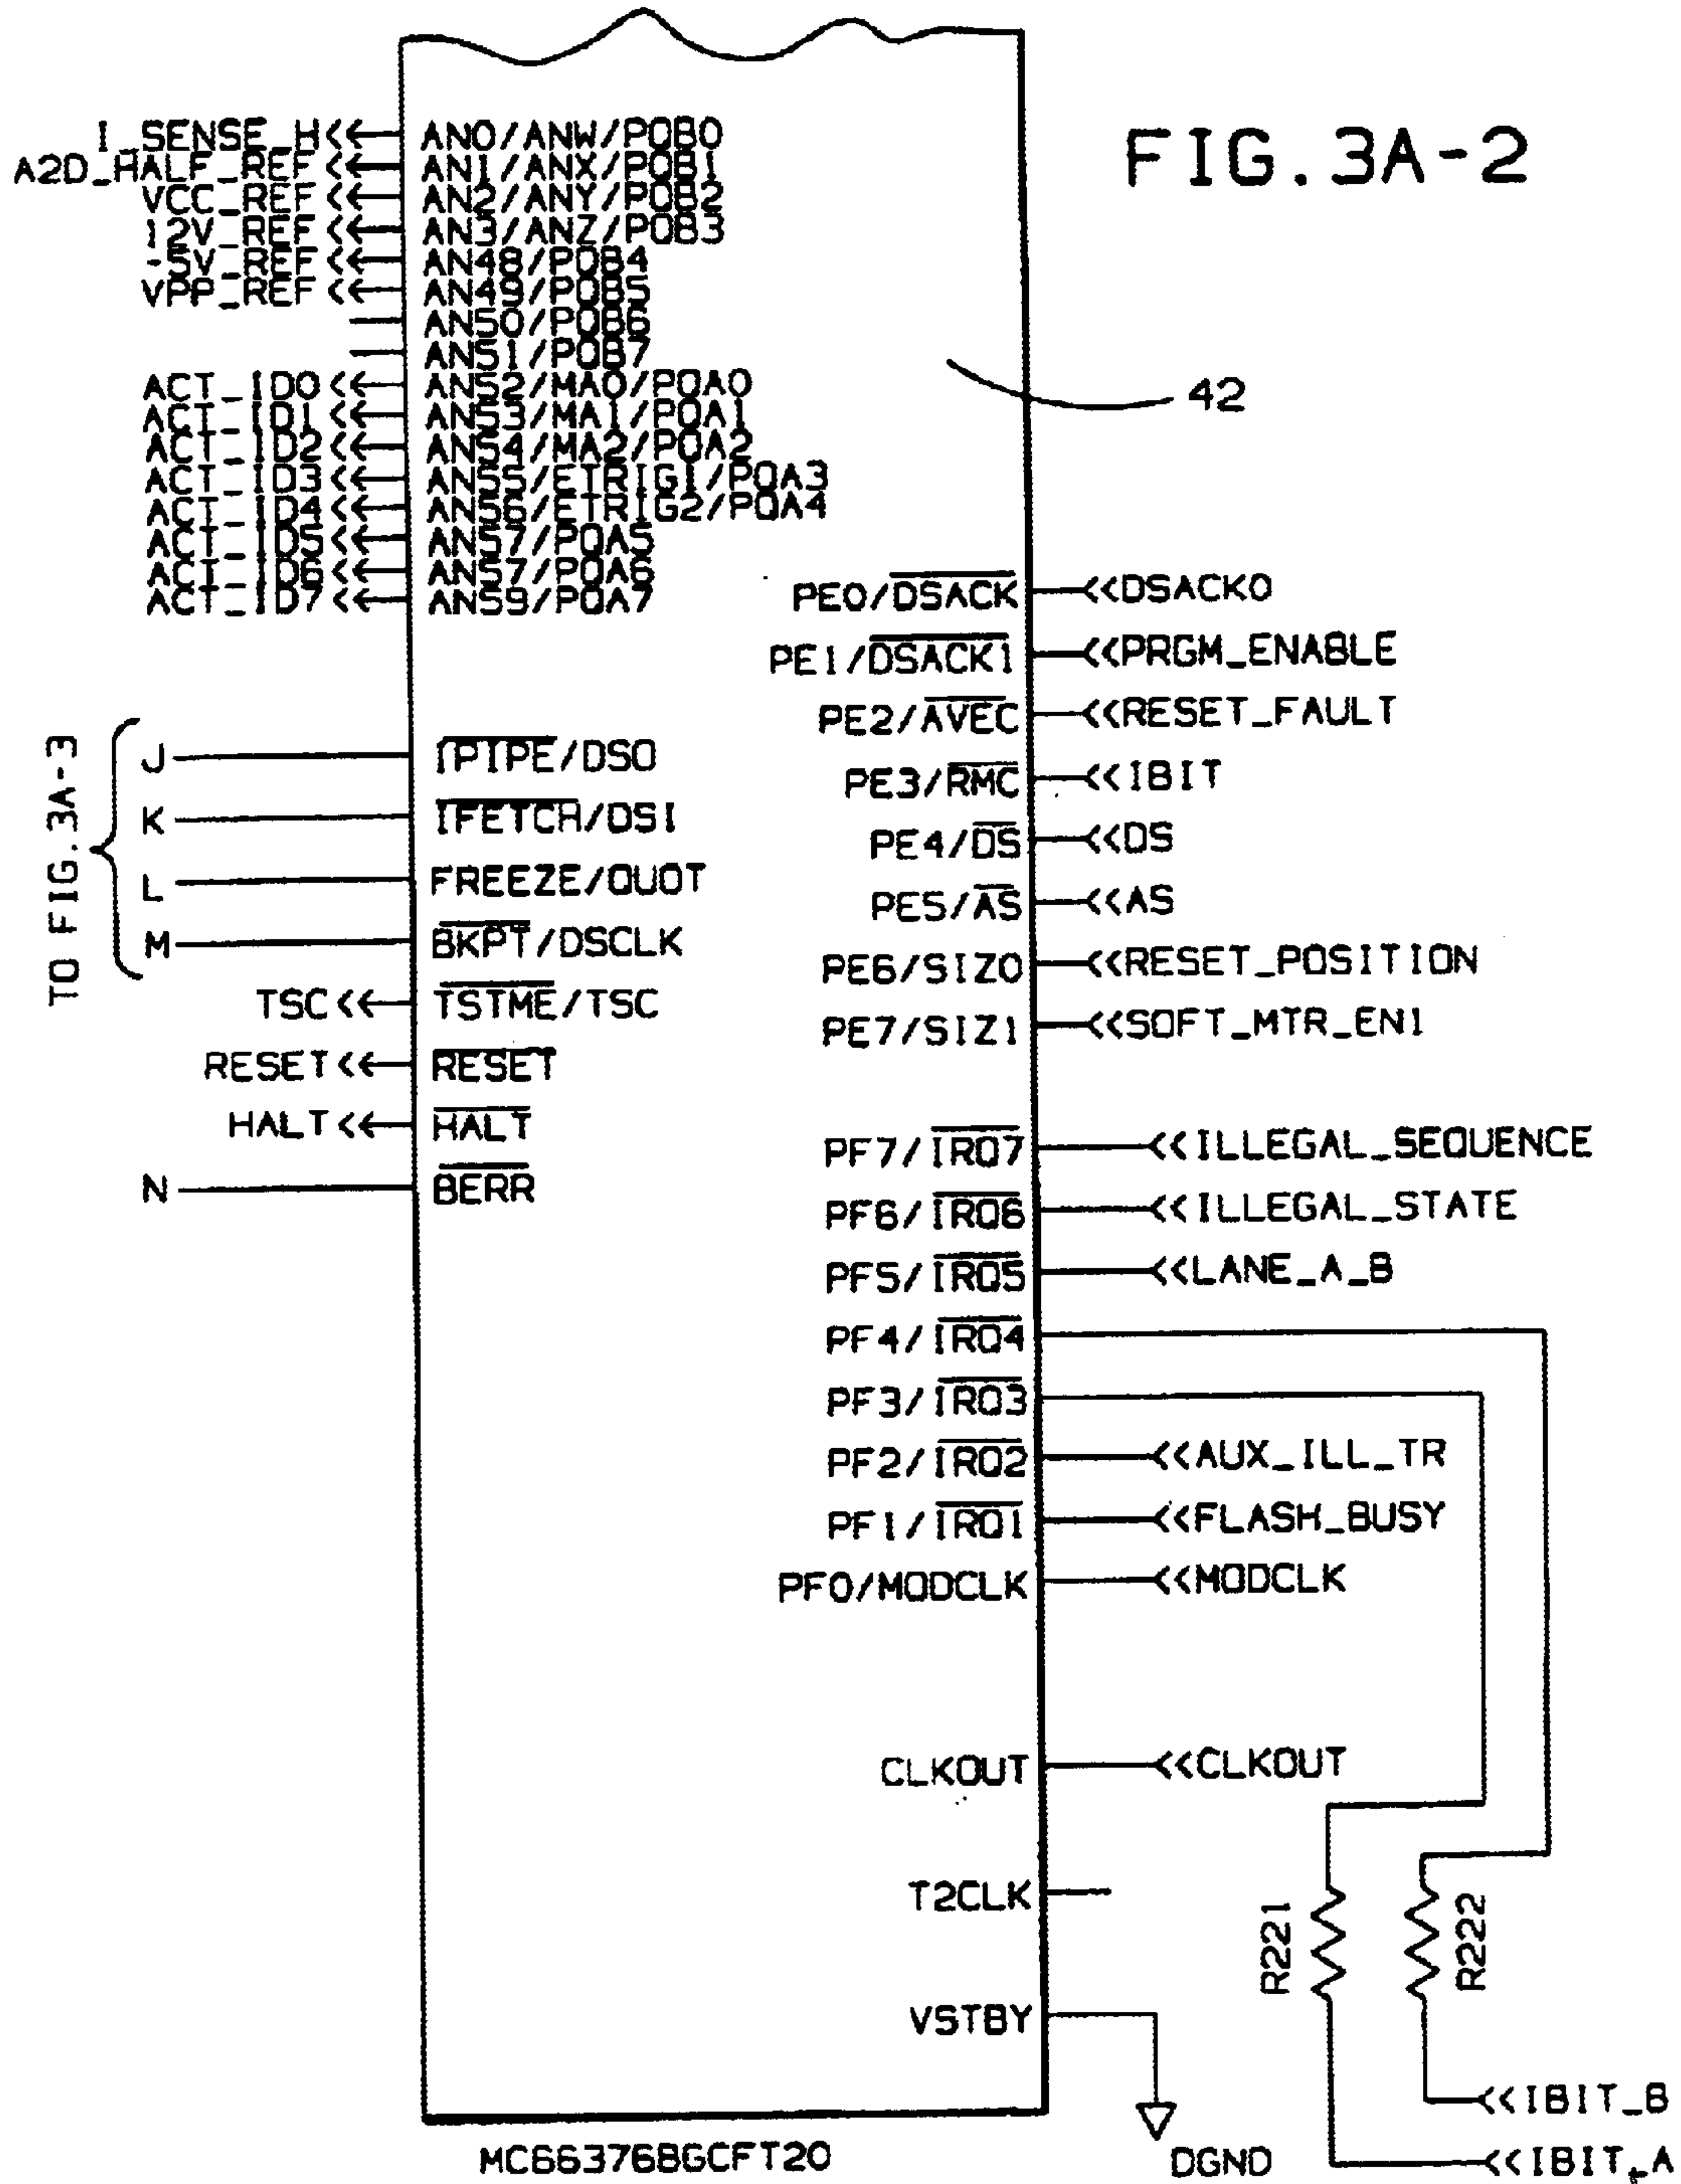 FIG. 3A-2
I_SENSE_H<< AN0/ANW/PQB0
A2D_HALF_REF<< AN1/ANX/PQB1
VCC_REF<< AN2/ANY/PQB2
12V_REF<< AN3/ANZ/PQB3
-5V_REF<< AN48/PQB4
VPP_REF<< AN49/PQB5
AN50/PQB6
AN51/PQB7
ACT_ID0<< AN52/MA0/PQA0
ACT_ID1<< AN53/MA1/PQA1
ACT_ID2<< AN54/MA2/PQA2
ACT_ID3<< AN55/ETRIG1/PQA3
ACT_ID4<< AN56/ETRIG2/PQA4
ACT_ID5<< AN57/PQA5
ACT_ID6<< AN57/PQA6
ACT_ID7<< AN59/PQA7
42
TO FIG. 3A-3
J IPIPE/DSO
K IFETCH/DSI
L FREEZE/QUOT
M BKPT/DSCLK
TSC<< TSTME/TSC
RESET<< RESET
HALT<< HALT
N BERR
PE0/DSACK <<DSACK0
PE1/DSACK1 <<PRGM_ENABLE
PE2/AVEC <<RESET_FAULT
PE3/RMC <<IBIT
PE4/DS <<DS
PE5/AS <<AS
PE6/SIZ0 <<RESET_POSITION
PE7/SIZ1 <<SOFT_MTR_EN1
PF7/IRQ7 <<ILLEGAL_SEQUENCE
PF6/IRQ6 <<ILLEGAL_STATE
PF5/IRQ5 <<LANE_A_B
PF4/IRQ4
PF3/IRQ3
PF2/IRQ2 <<AUX_ILL_TR
PF1/IRQ1 <<FLASH_BUSY
PF0/MODCLK <<MODCLK
CLKOUT <<CLKOUT
T2CLK
R221
R222
VSTBY
<<IBIT_B
DGND
<<IBIT_A
MC663768GCFT20